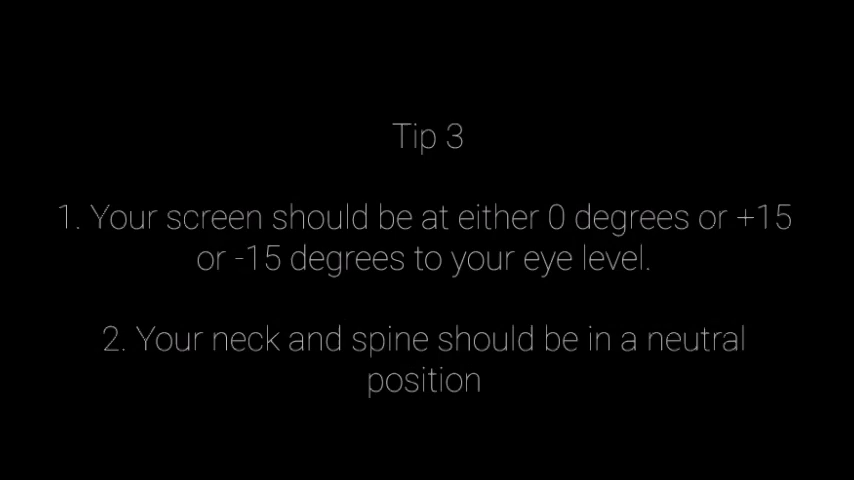 Tip 3
1. Your screen should be at either 0 degrees or +15
or -15 degrees to your eye level.
2. Your neck and spine should be in a neutral
position